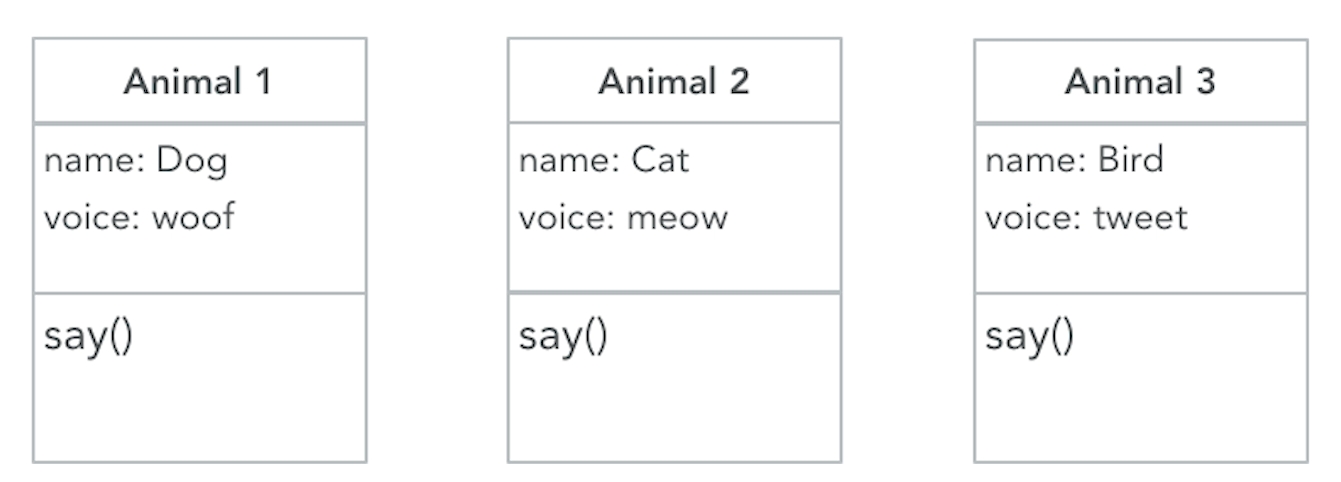 Animal 1
name: Dog
voice: woof
say()
Animal 2
name: Cat
voice: meow
say()
Animal 3
name: Bird
voice: tweet
say()